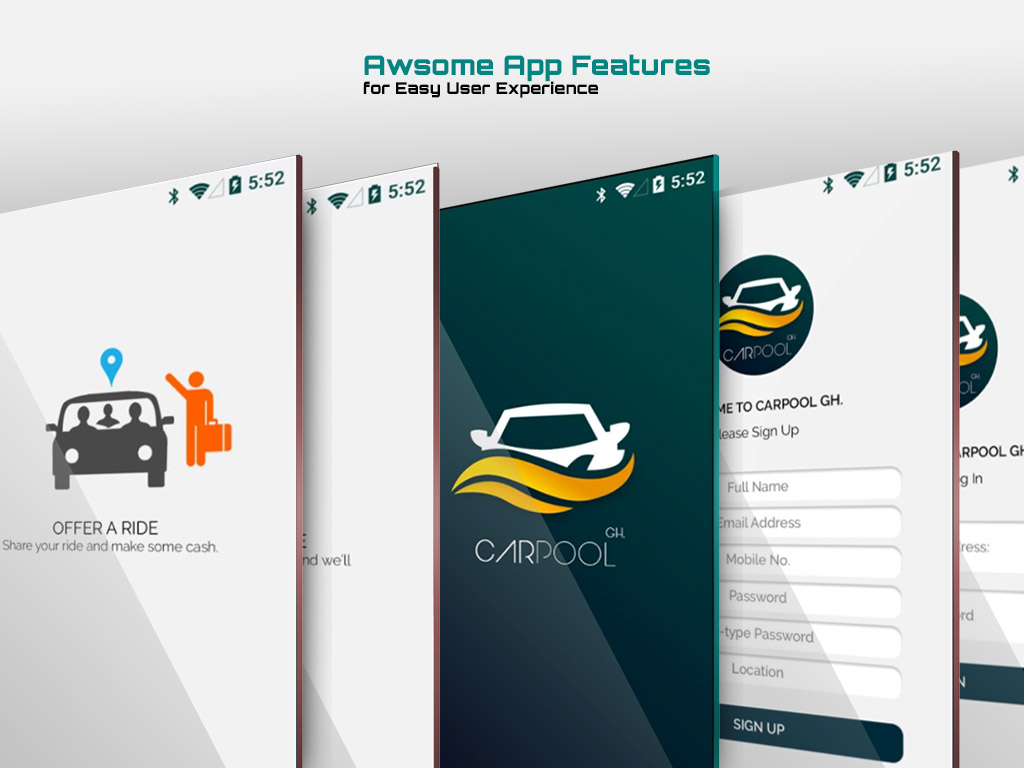 Awsome App Features
for Easy User Experience
5:52
OFFER A RIDE
Share your ride and make some cash.
5:52
nd we'll
5:52
CARPOOL GH.
5:52
CARPOOL GH.
ME TO CARPOOL GH.
lease Sign Up
Full Name
Email Address
Mobile No.
Password
-type Password
Location
SIGN UP
OL GH.
ARPOOL GH
g In
ress:
rd
N